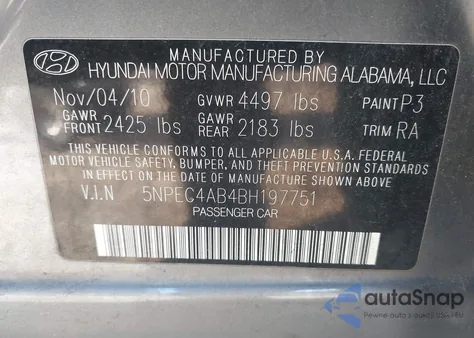 MANUFACTURED BY
HYUNDAI MOTOR MANUFACTURING ALABAMA, LLC
Nov/04/10 GVWR 4497 lbs PAINT P3
GAWR FRONT 2425 lbs GAWR REAR 2183 lbs TRIM RA
THIS VEHICLE CONFORMS TO ALL APPLICABLE U.S.A. FEDERAL
MOTOR VEHICLE SAFETY, BUMPER, AND THEFT PREVENTION STANDARDS
IN EFFECT ON THE DATE OF MANUFACTURE SHOWN ABOVE.
V.I.N 5NPEC4AB4BH197751
PASSENGER CAR
autoSnap
Pewne auto z